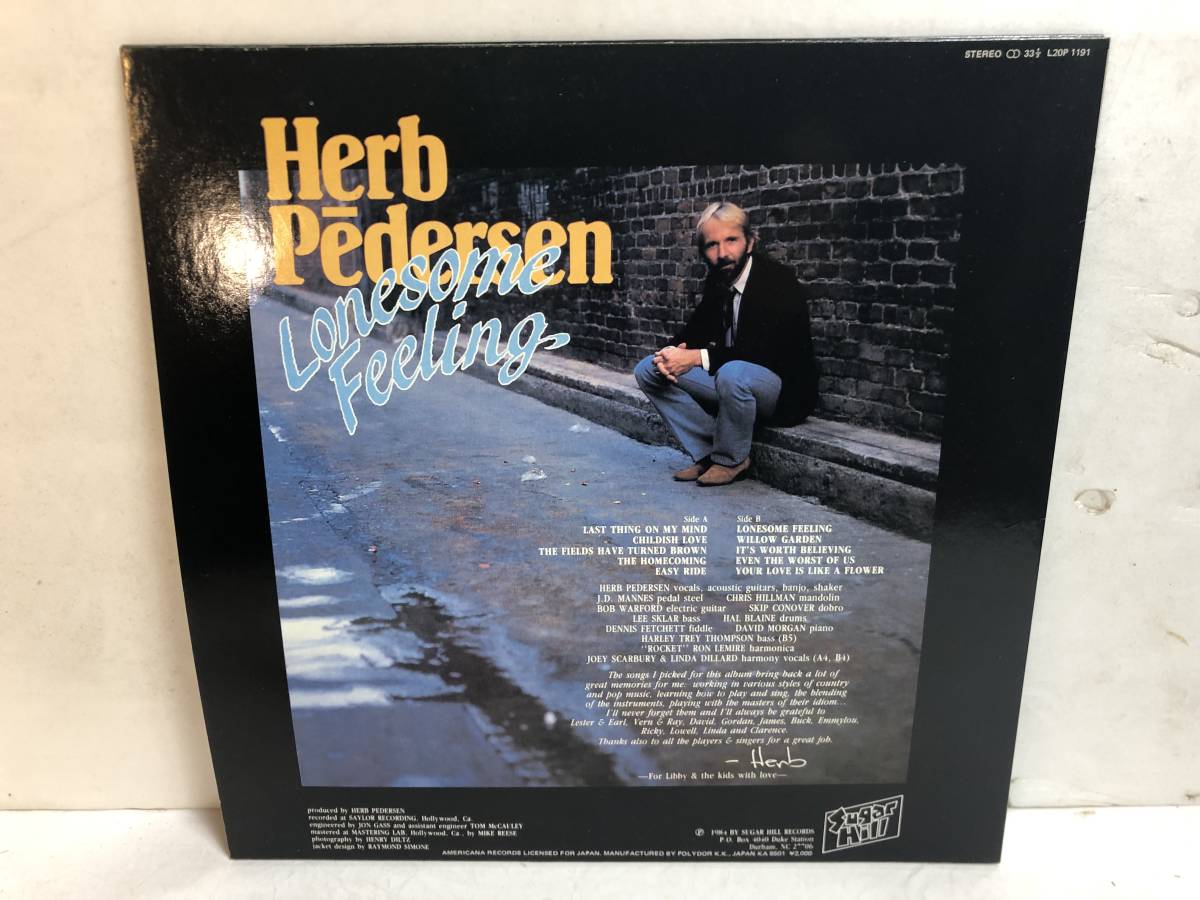 STEREO 33⅓ L20P 1191
Herb
Pēdersen
Lonesome
Feeling
Side A
LAST THING ON MY MIND
CHILDISH LOVE
THE FIELDS HAVE TURNED BROWN
THE HOMECOMING
EASY RIDE
Side B
LONESOME FEELING
WILLOW GARDEN
IT'S WORTH BELIEVING
EVEN THE WORST OF US
YOUR LOVE IS LIKE A FLOWER
HERB PEDERSEN vocals, acoustic guitars, banjo, shaker
J.D. MANNES pedal steel CHRIS HILLMAN mandolin
BOB WARFORD electric guitar SKIP CONOVER dobro
LEE SKLAR bass HAL BLAINE drums
DENNIS FETCHETT fiddle DAVID MORGAN piano
HARLEY TREY THOMPSON bass (B5)
"ROCKET" RON LEMIRE harmonica
JOEY SCARBURY & LINDA DILLARD harmony vocals (A4, B4)
The songs I picked for this album bring back a lot of
great memories for me: working in various styles of country
and pop music, learning how to play and sing, the blending
of the instruments, playing with the masters of their idiom...
I'll never forget them and I'll always be grateful to
Lester & Earl, Vern & Ray, David, Gordan, James, Buck, Emmylou,
Ricky, Lowell, Linda and Clarence.
Thanks also to all the players & singers for a great job.
- Herb
—For Libby & the kids with love—
produced by HERB PEDERSEN
recorded at SAYLOR RECORDING, Hollywood, Ca.
engineered by JON GASS and assistant engineer TOM McCAULEY
mastered at MASTERING LAB, Hollywood, Ca., by MIKE REESE
photography by HENRY DILTZ
jacket design by RAYMOND SIMONE
℗ 1984 BY SUGAR HILL RECORDS
P.O. Box 4040 Duke Station
Durham, NC
Sugar
Hill
AMERICANA RECORDS LICENSED FOR JAPAN. MANUFACTURED BY POLYDOR K.K., JAPAN KA 8501 ¥2,000